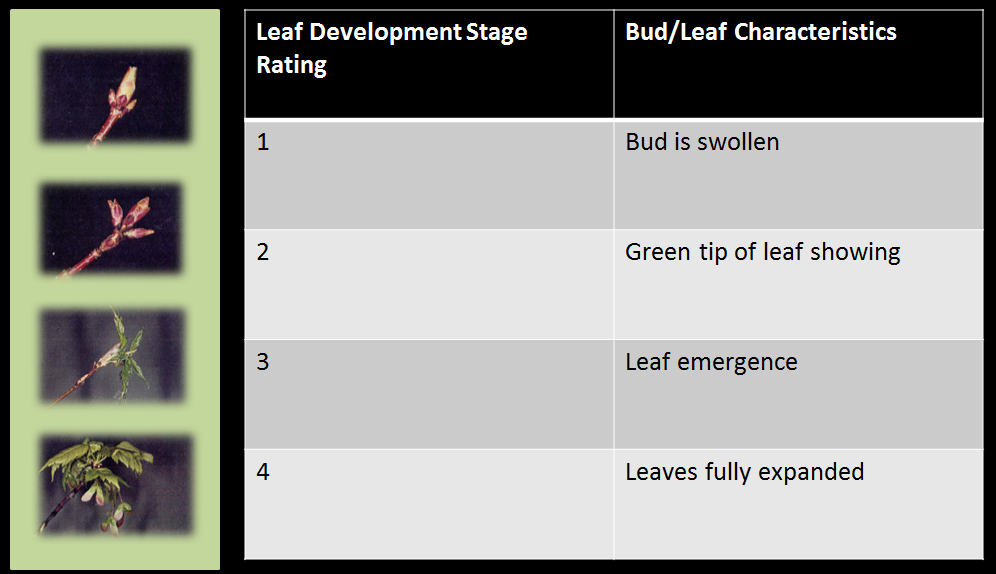 Leaf Development Stage
Rating
Bud/Leaf Characteristics
1
Bud is swollen
2
Green tip of leaf showing
3
Leaf emergence
4
Leaves fully expanded